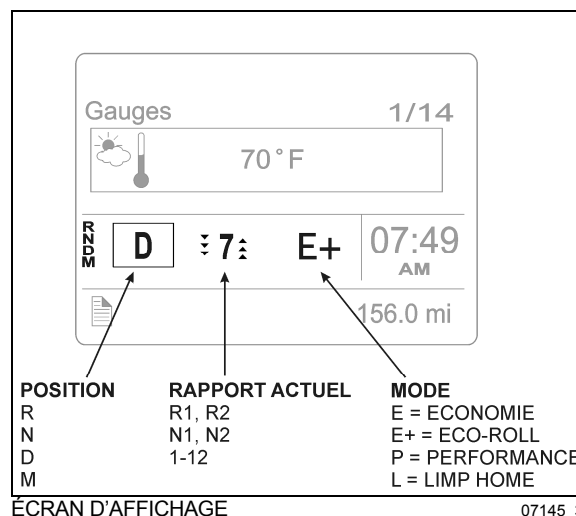 Gauges 1/14
70°F
RNDM D 7 E+ 07:49
AM
156.0 mi
POSITION RAPPORT ACTUEL MODE
R R1, R2 E = ECONOMIE
N N1, N2 E+ = ECO-ROLL
D 1-12 P = PERFORMANCE
M L = LIMP HOME
ÉCRAN D'AFFICHAGE 07145